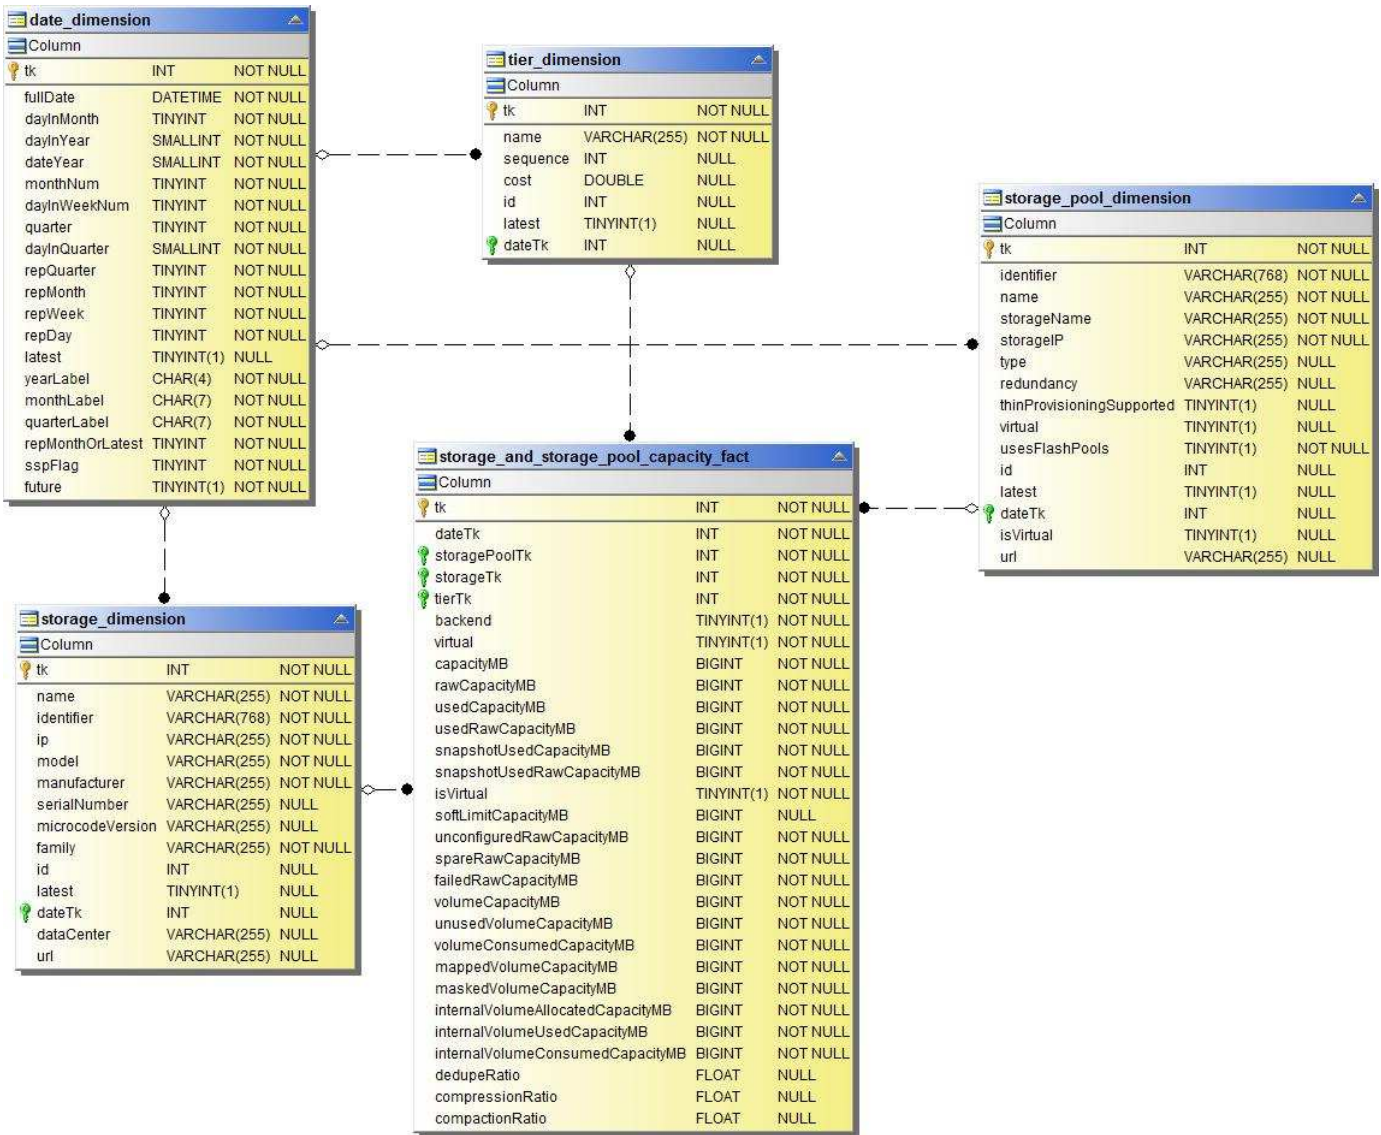 date_dimension
Column
tk INT NOT NULL
fullDate DATETIME NOT NULL
dayInMonth TINYINT NOT NULL
dayInYear SMALLINT NOT NULL
dateYear SMALLINT NOT NULL
monthNum TINYINT NOT NULL
dayInWeekNum TINYINT NOT NULL
quarter TINYINT NOT NULL
dayInQuarter SMALLINT NOT NULL
repQuarter TINYINT NOT NULL
repMonth TINYINT NOT NULL
repWeek TINYINT NOT NULL
repDay TINYINT NOT NULL
latest TINYINT(1) NULL
yearLabel CHAR(4) NOT NULL
monthLabel CHAR(7) NOT NULL
quarterLabel CHAR(7) NOT NULL
repMonthOrLatest TINYINT NOT NULL
sspFlag TINYINT NOT NULL
future TINYINT(1) NOT NULL
tier_dimension
Column
tk INT NOT NULL
name VARCHAR(255) NOT NULL
sequence INT NULL
cost DOUBLE NULL
id INT NULL
latest TINYINT(1) NULL
dateTk INT NULL
storage_pool_dimension
Column
tk INT NOT NULL
identifier VARCHAR(768) NOT NULL
name VARCHAR(255) NOT NULL
storageName VARCHAR(255) NOT NULL
storageIP VARCHAR(255) NOT NULL
type VARCHAR(255) NULL
redundancy VARCHAR(255) NULL
thinProvisioningSupported TINYINT(1) NULL
virtual TINYINT(1) NULL
usesFlashPools TINYINT(1) NOT NULL
id INT NULL
latest TINYINT(1) NULL
dateTk INT NULL
isVirtual TINYINT(1) NULL
url VARCHAR(255) NULL
storage_and_storage_pool_capacity_fact
Column
tk INT NOT NULL
dateTk INT NOT NULL
storagePoolTk INT NOT NULL
storageTk INT NOT NULL
tierTk INT NOT NULL
backend TINYINT(1) NOT NULL
virtual TINYINT(1) NOT NULL
capacityMB BIGINT NOT NULL
rawCapacityMB BIGINT NOT NULL
usedCapacityMB BIGINT NOT NULL
usedRawCapacityMB BIGINT NOT NULL
snapshotUsedCapacityMB BIGINT NOT NULL
snapshotUsedRawCapacityMB BIGINT NOT NULL
isVirtual TINYINT(1) NOT NULL
softLimitCapacityMB BIGINT NULL
unconfiguredRawCapacityMB BIGINT NOT NULL
spareRawCapacityMB BIGINT NOT NULL
failedRawCapacityMB BIGINT NOT NULL
volumeCapacityMB BIGINT NOT NULL
unusedVolumeCapacityMB BIGINT NOT NULL
volumeConsumedCapacityMB BIGINT NOT NULL
mappedVolumeCapacityMB BIGINT NOT NULL
maskedVolumeCapacityMB BIGINT NOT NULL
internalVolumeAllocatedCapacityMB BIGINT NOT NULL
internalVolumeUsedCapacityMB BIGINT NOT NULL
internalVolumeConsumedCapacityMB BIGINT NOT NULL
dedupeRatio FLOAT NULL
compressionRatio FLOAT NULL
compactionRatio FLOAT NULL
storage_dimension
Column
tk INT NOT NULL
name VARCHAR(255) NOT NULL
identifier VARCHAR(768) NOT NULL
ip VARCHAR(255) NOT NULL
model VARCHAR(255) NOT NULL
manufacturer VARCHAR(255) NOT NULL
serialNumber VARCHAR(255) NULL
microcodeVersion VARCHAR(255) NULL
family VARCHAR(255) NOT NULL
id INT NULL
latest TINYINT(1) NULL
dateTk INT NULL
dataCenter VARCHAR(255) NULL
url VARCHAR(255) NULL